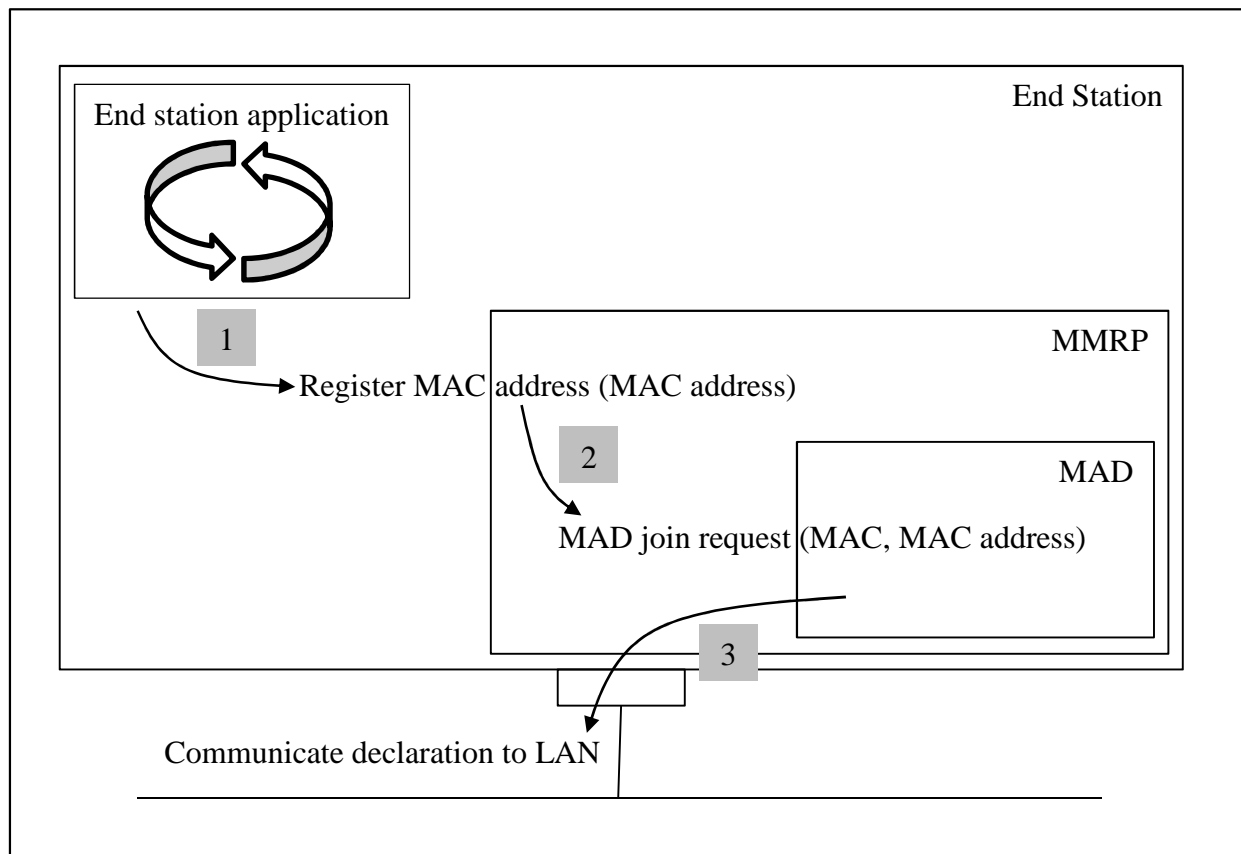 End Station
End station application
1
MMRP
Register MAC address (MAC address)
2
MAD
MAD join request (MAC, MAC address)
3
Communicate declaration to LAN